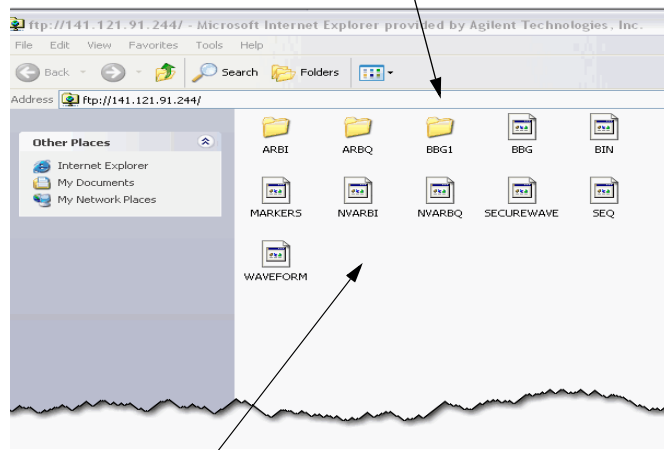 ftp://141.121.91.244/ - Microsoft Internet Explorer provided by Agilent Technologies, Inc.
File Edit View Favorites Tools Help
Back Search Folders
Address ftp://141.121.91.244/
Other Places
Internet Explorer
My Documents
My Network Places
ARBI ARBQ BBG1 BBG BIN
MARKERS NVARBI NVARBQ SECUREWAVE SEQ
WAVEFORM